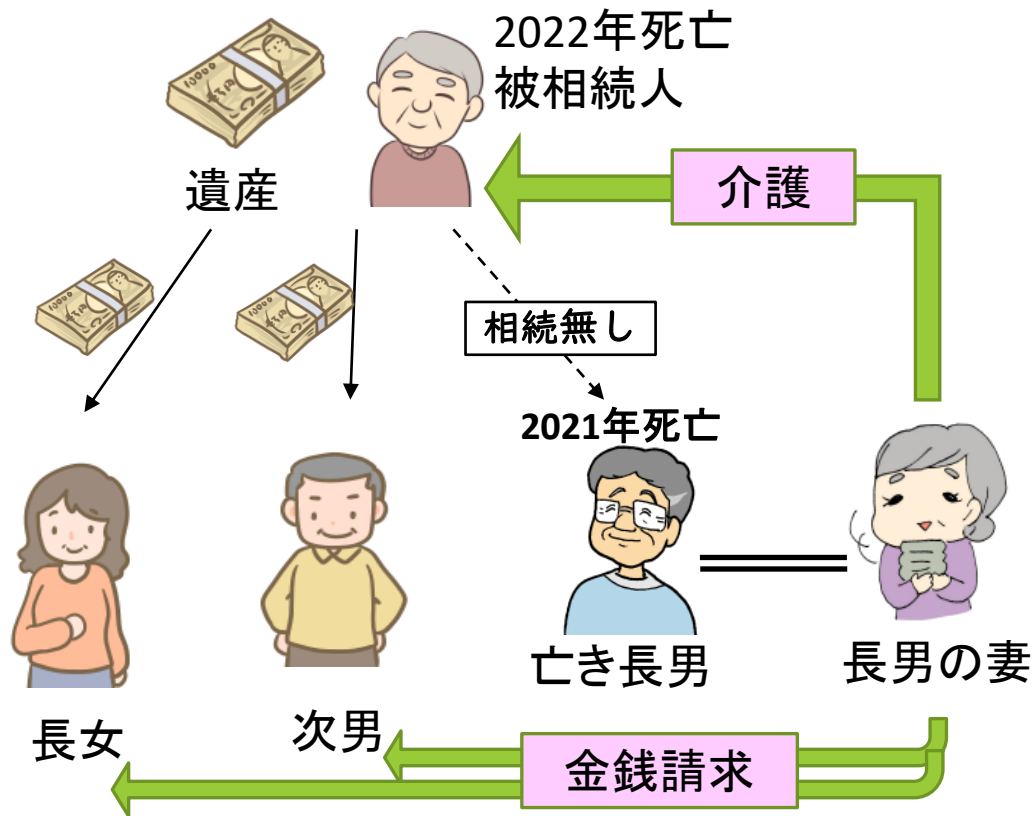 2022年死亡
被相続人
遺産
介護
相続無し
2021年死亡
亡き長男
長男の妻
長女
次男
金銭請求